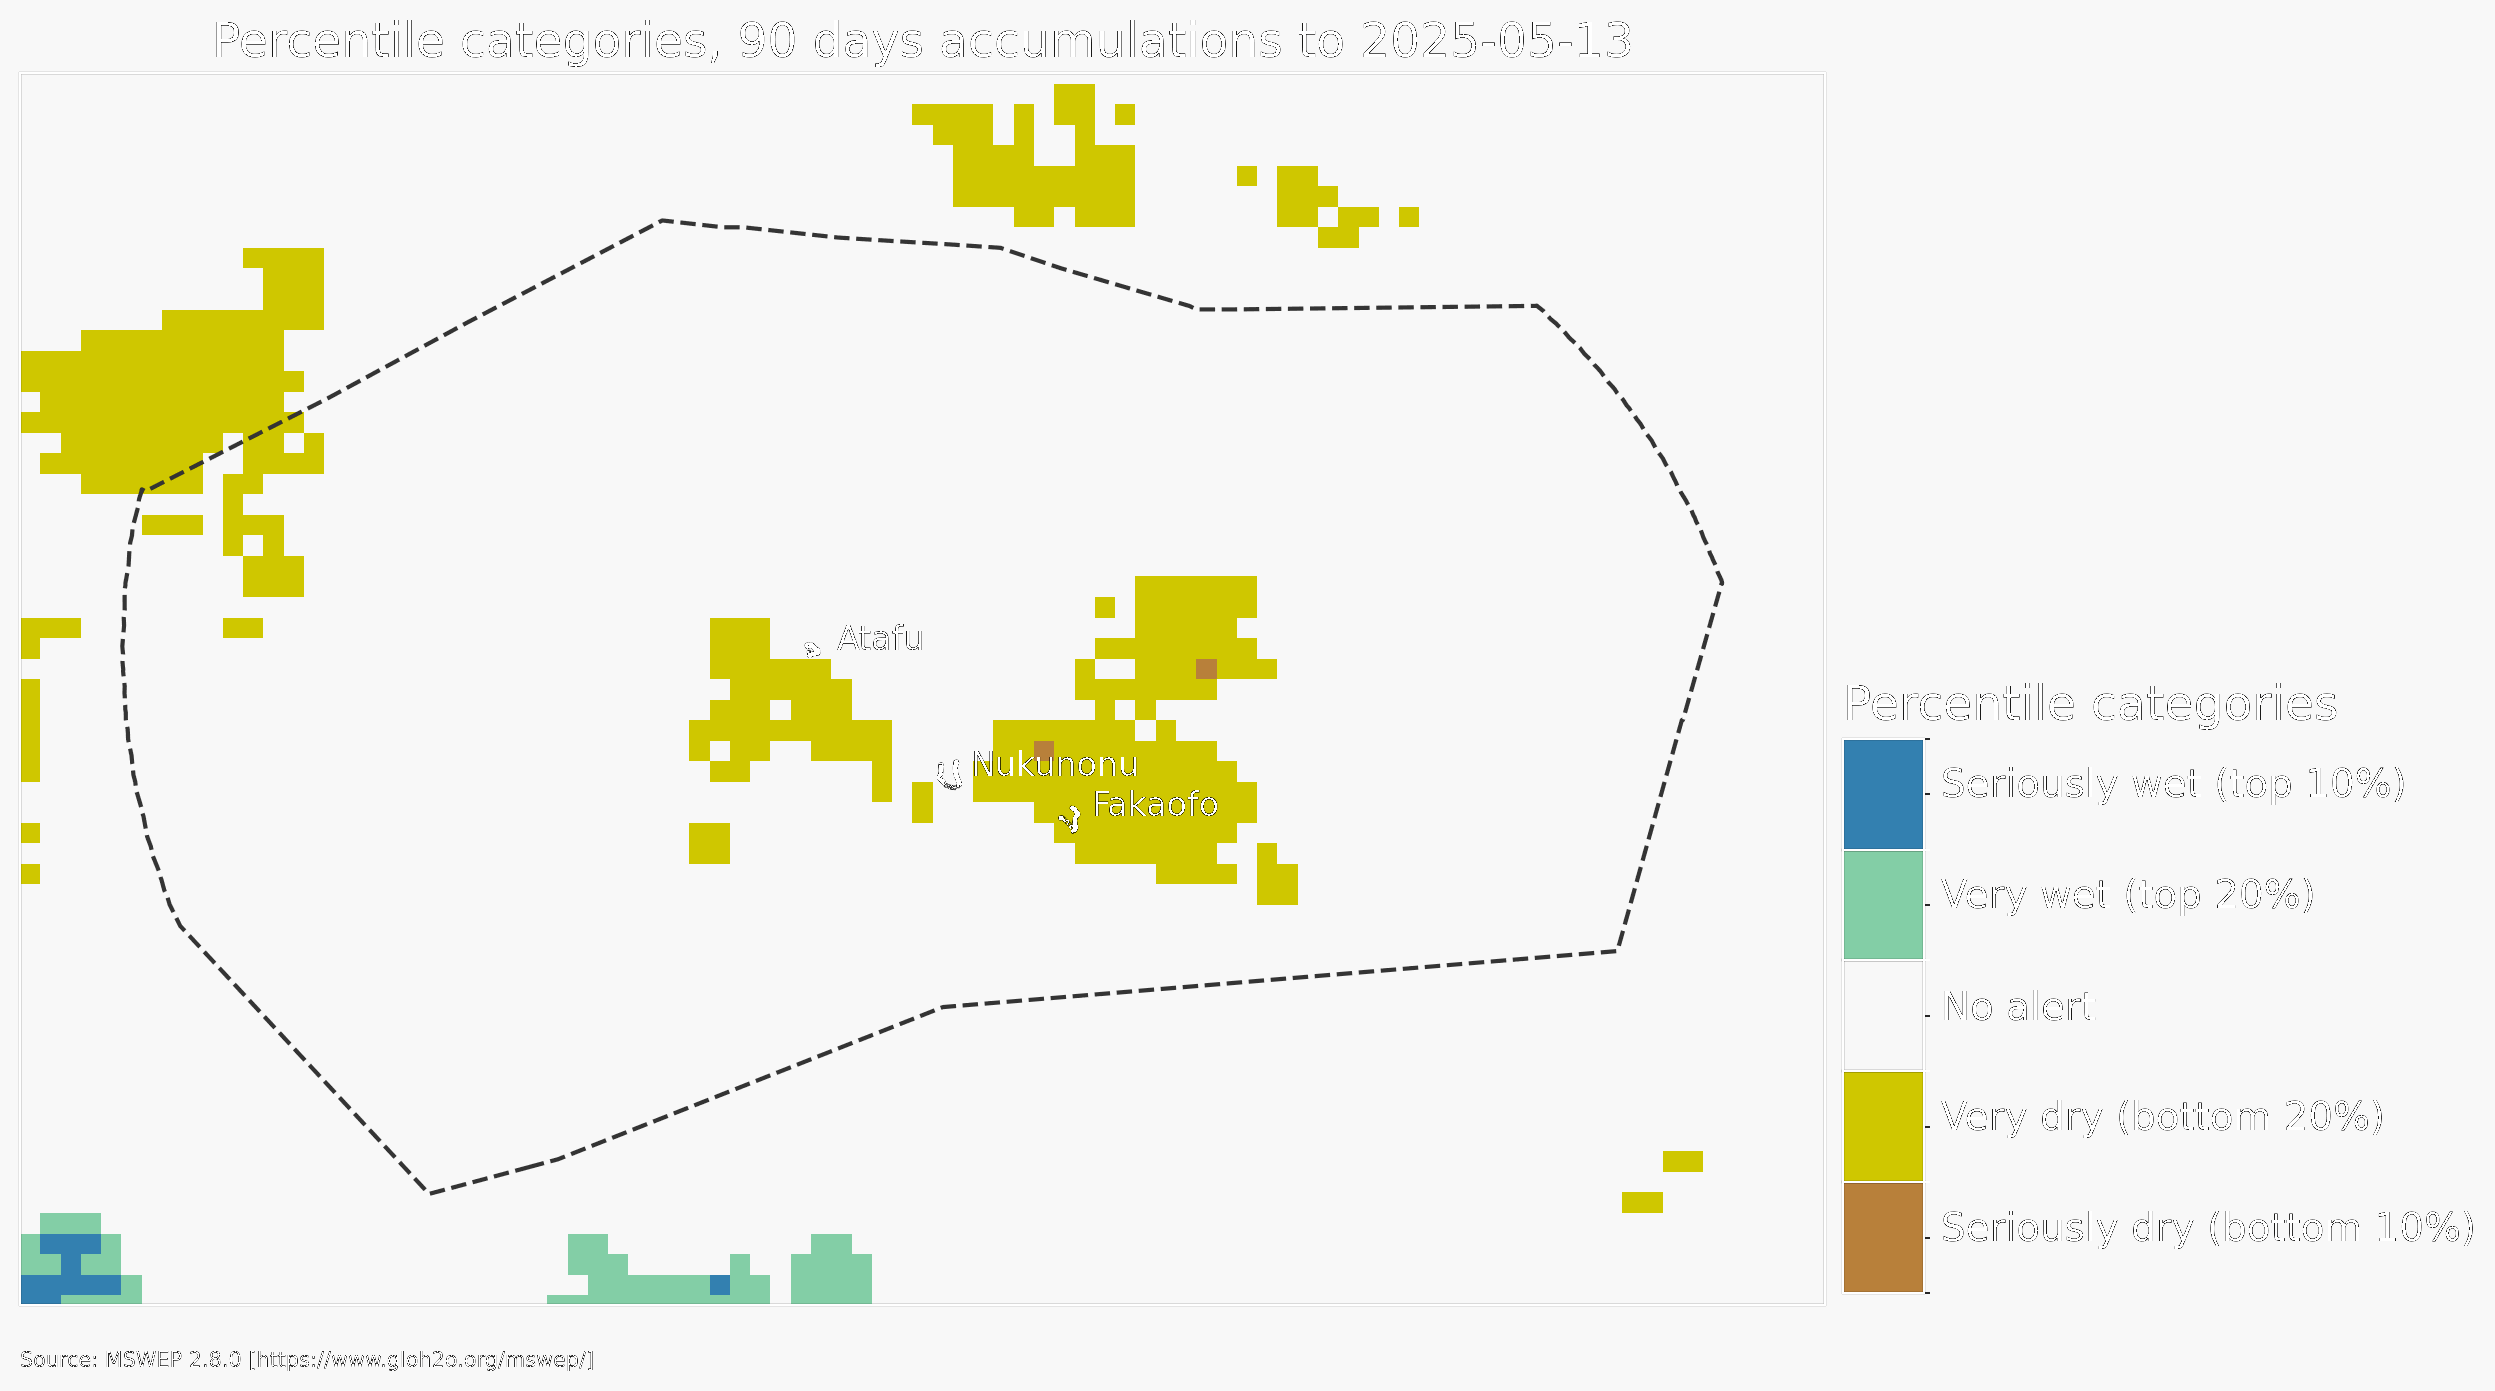 Percentile categories, 90 days accumulations to 2025-05-13
Atafu
Nukunonu
Fakaofo
Percentile categories
Seriously wet (top 10%)
Very wet (top 20%)
No alert
Very dry (bottom 20%)
Seriously dry (bottom 10%)
Source: MSWEP 2.8.0 [https://www.gloh2o.org/mswep/]